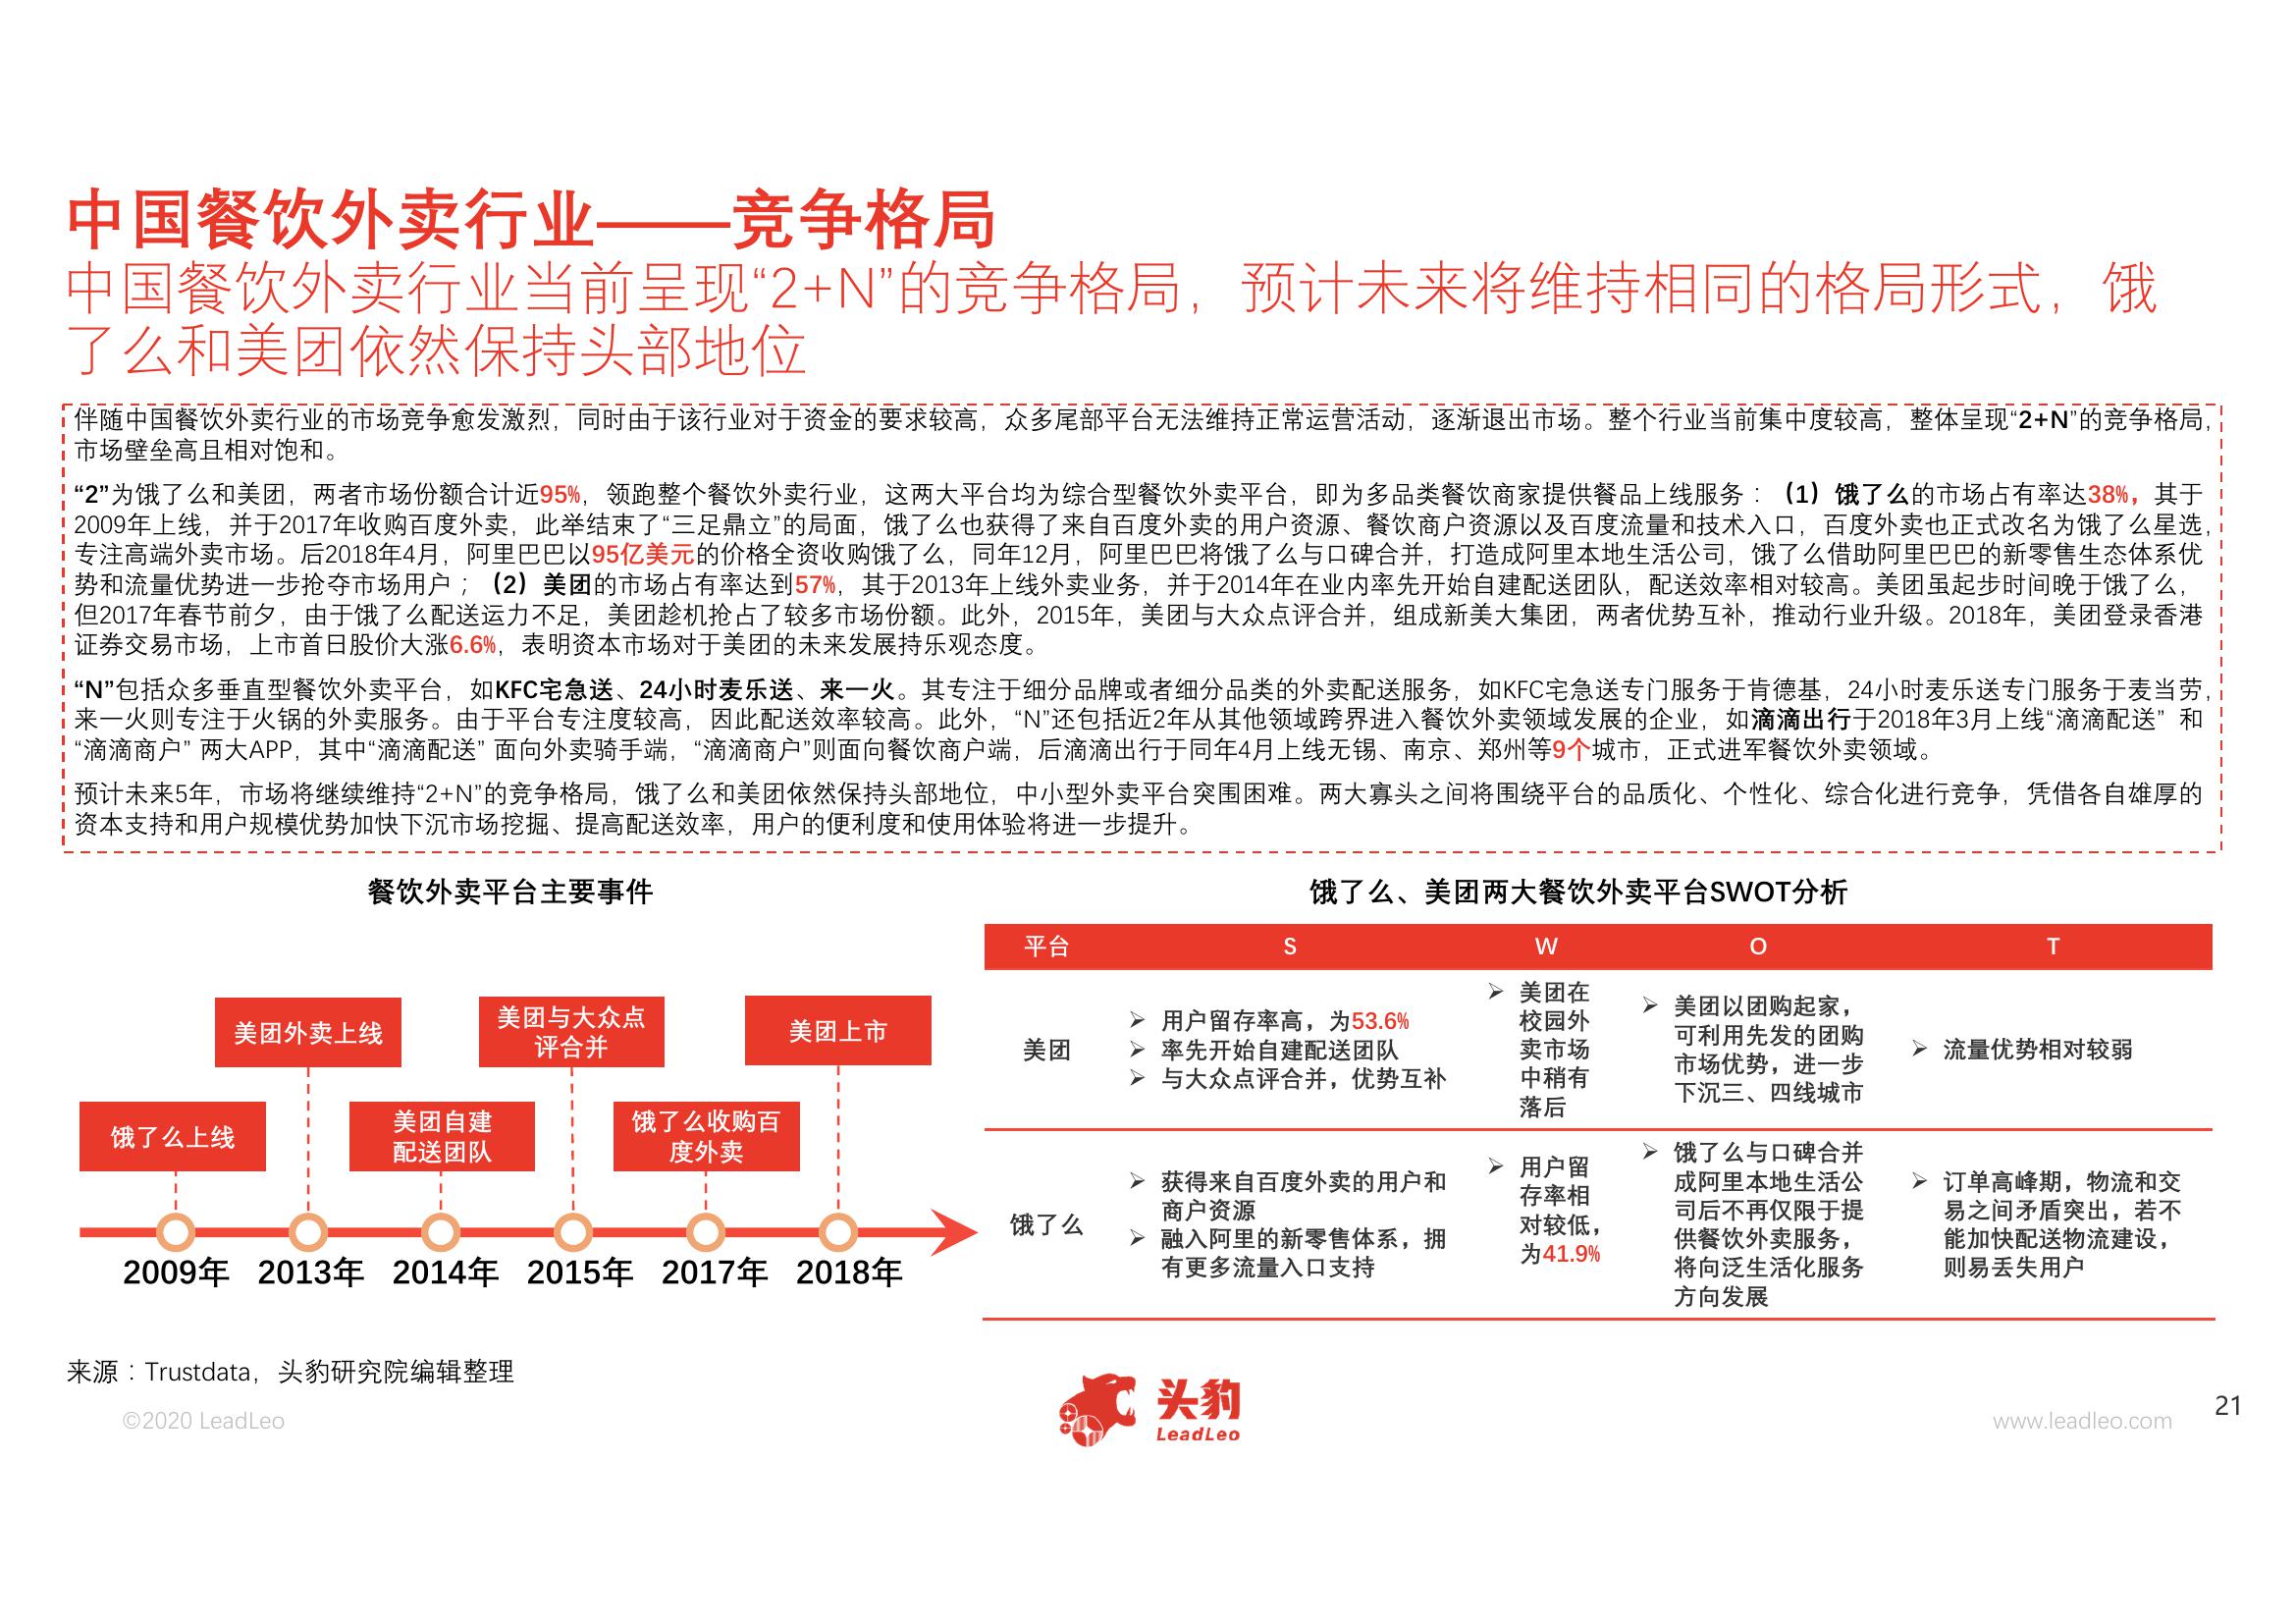 中国餐饮外卖行业——竞争格局
中国餐饮外卖行业当前呈现“2+N”的竞争格局，预计未来将维持相同的格局形式，饿
了么和美团依然保持头部地位
伴随中国餐饮外卖行业的市场竞争愈发激烈，同时由于该行业对于资金的要求较高，众多尾部平台无法维持正常运营活动，逐渐退出市场。整个行业当前集中度较高，整体呈现“2+N”的竞争格局，
市场壁垒高且相对饱和。
“2”为饿了么和美团，两者市场份额合计近95%，领跑整个餐饮外卖行业，这两大平台均为综合型餐饮外卖平台，即为多品类餐饮商家提供餐品上线服务：（1）饿了么的市场占有率达38%，其于
2009年上线，并于2017年收购百度外卖，此举结束了“三足鼎立”的局面，饿了么也获得了来自百度外卖的用户资源、餐饮商户资源以及百度流量和技术入口，百度外卖也正式改名为饿了么星选，
专注高端外卖市场。后2018年4月，阿里巴巴以95亿美元的价格全资收购饿了么，同年12月，阿里巴巴将饿了么与口碑合并，打造成阿里本地生活公司，饿了么借助阿里巴巴的新零售生态体系优
势和流量优势进一步抢夺市场用户；（2）美团的市场占有率达到57%，其于2013年上线外卖业务，并于2014年在业内率先开始自建配送团队，配送效率相对较高。美团虽起步时间晚于饿了么，
但2017年春节前夕，由于饿了么配送运力不足，美团趁机抢占了较多市场份额。此外，2015年，美团与大众点评合并，组成新美大集团，两者优势互补，推动行业升级。2018年，美团登录香港
证券交易市场，上市首日股价大涨6.6%，表明资本市场对于美团的未来发展持乐观态度。
“N”包括众多垂直型餐饮外卖平台，如KFC宅急送、24小时麦乐送、来一火。其专注于细分品牌或者细分品类的外卖配送服务，如KFC宅急送专门服务于肯德基，24小时麦乐送专门服务于麦当劳，
来一火则专注于火锅的外卖服务。由于平台专注度较高，因此配送效率较高。此外，“N”还包括近2年从其他领域跨界进入餐饮外卖领域发展的企业，如滴滴出行于2018年3月上线“滴滴配送” 和
“滴滴商户” 两大APP，其中“滴滴配送” 面向外卖骑手端，“滴滴商户”则面向餐饮商户端，后滴滴出行于同年4月上线无锡、南京、郑州等9个城市，正式进军餐饮外卖领域。
预计未来5年，市场将继续维持“2+N”的竞争格局，饿了么和美团依然保持头部地位，中小型外卖平台突围困难。两大寡头之间将围绕平台的品质化、个性化、综合化进行竞争，凭借各自雄厚的
资本支持和用户规模优势加快下沉市场挖掘、提高配送效率，用户的便利度和使用体验将进一步提升。
餐饮外卖平台主要事件
美团外卖上线
美团与大众点
评合并
美团上市
饿了么上线
美团自建
配送团队
饿了么收购百
度外卖
2009年 2013年 2014年 2015年 2017年 2018年
饿了么、美团两大餐饮外卖平台SWOT分析
平台 S W O T
美团
➢ 用户留存率高，为53.6%
➢ 率先开始自建配送团队
➢ 与大众点评合并，优势互补
➢ 美团在
校园外
卖市场
中稍有
落后
➢ 美团以团购起家，
可利用先发的团购
市场优势，进一步
下沉三、四线城市
➢ 流量优势相对较弱
饿了么
➢ 获得来自百度外卖的用户和
商户资源
➢ 融入阿里的新零售体系，拥
有更多流量入口支持
➢ 用户留
存率相
对较低，
为41.9%
➢ 饿了么与口碑合并
成阿里本地生活公
司后不再仅限于提
供餐饮外卖服务，
将向泛生活化服务
方向发展
➢ 订单高峰期，物流和交
易之间矛盾突出，若不
能加快配送物流建设，
则易丢失用户
来源：Trustdata，头豹研究院编辑整理
©2020 LeadLeo
头豹
LeadLeo
www.leadleo.com
21